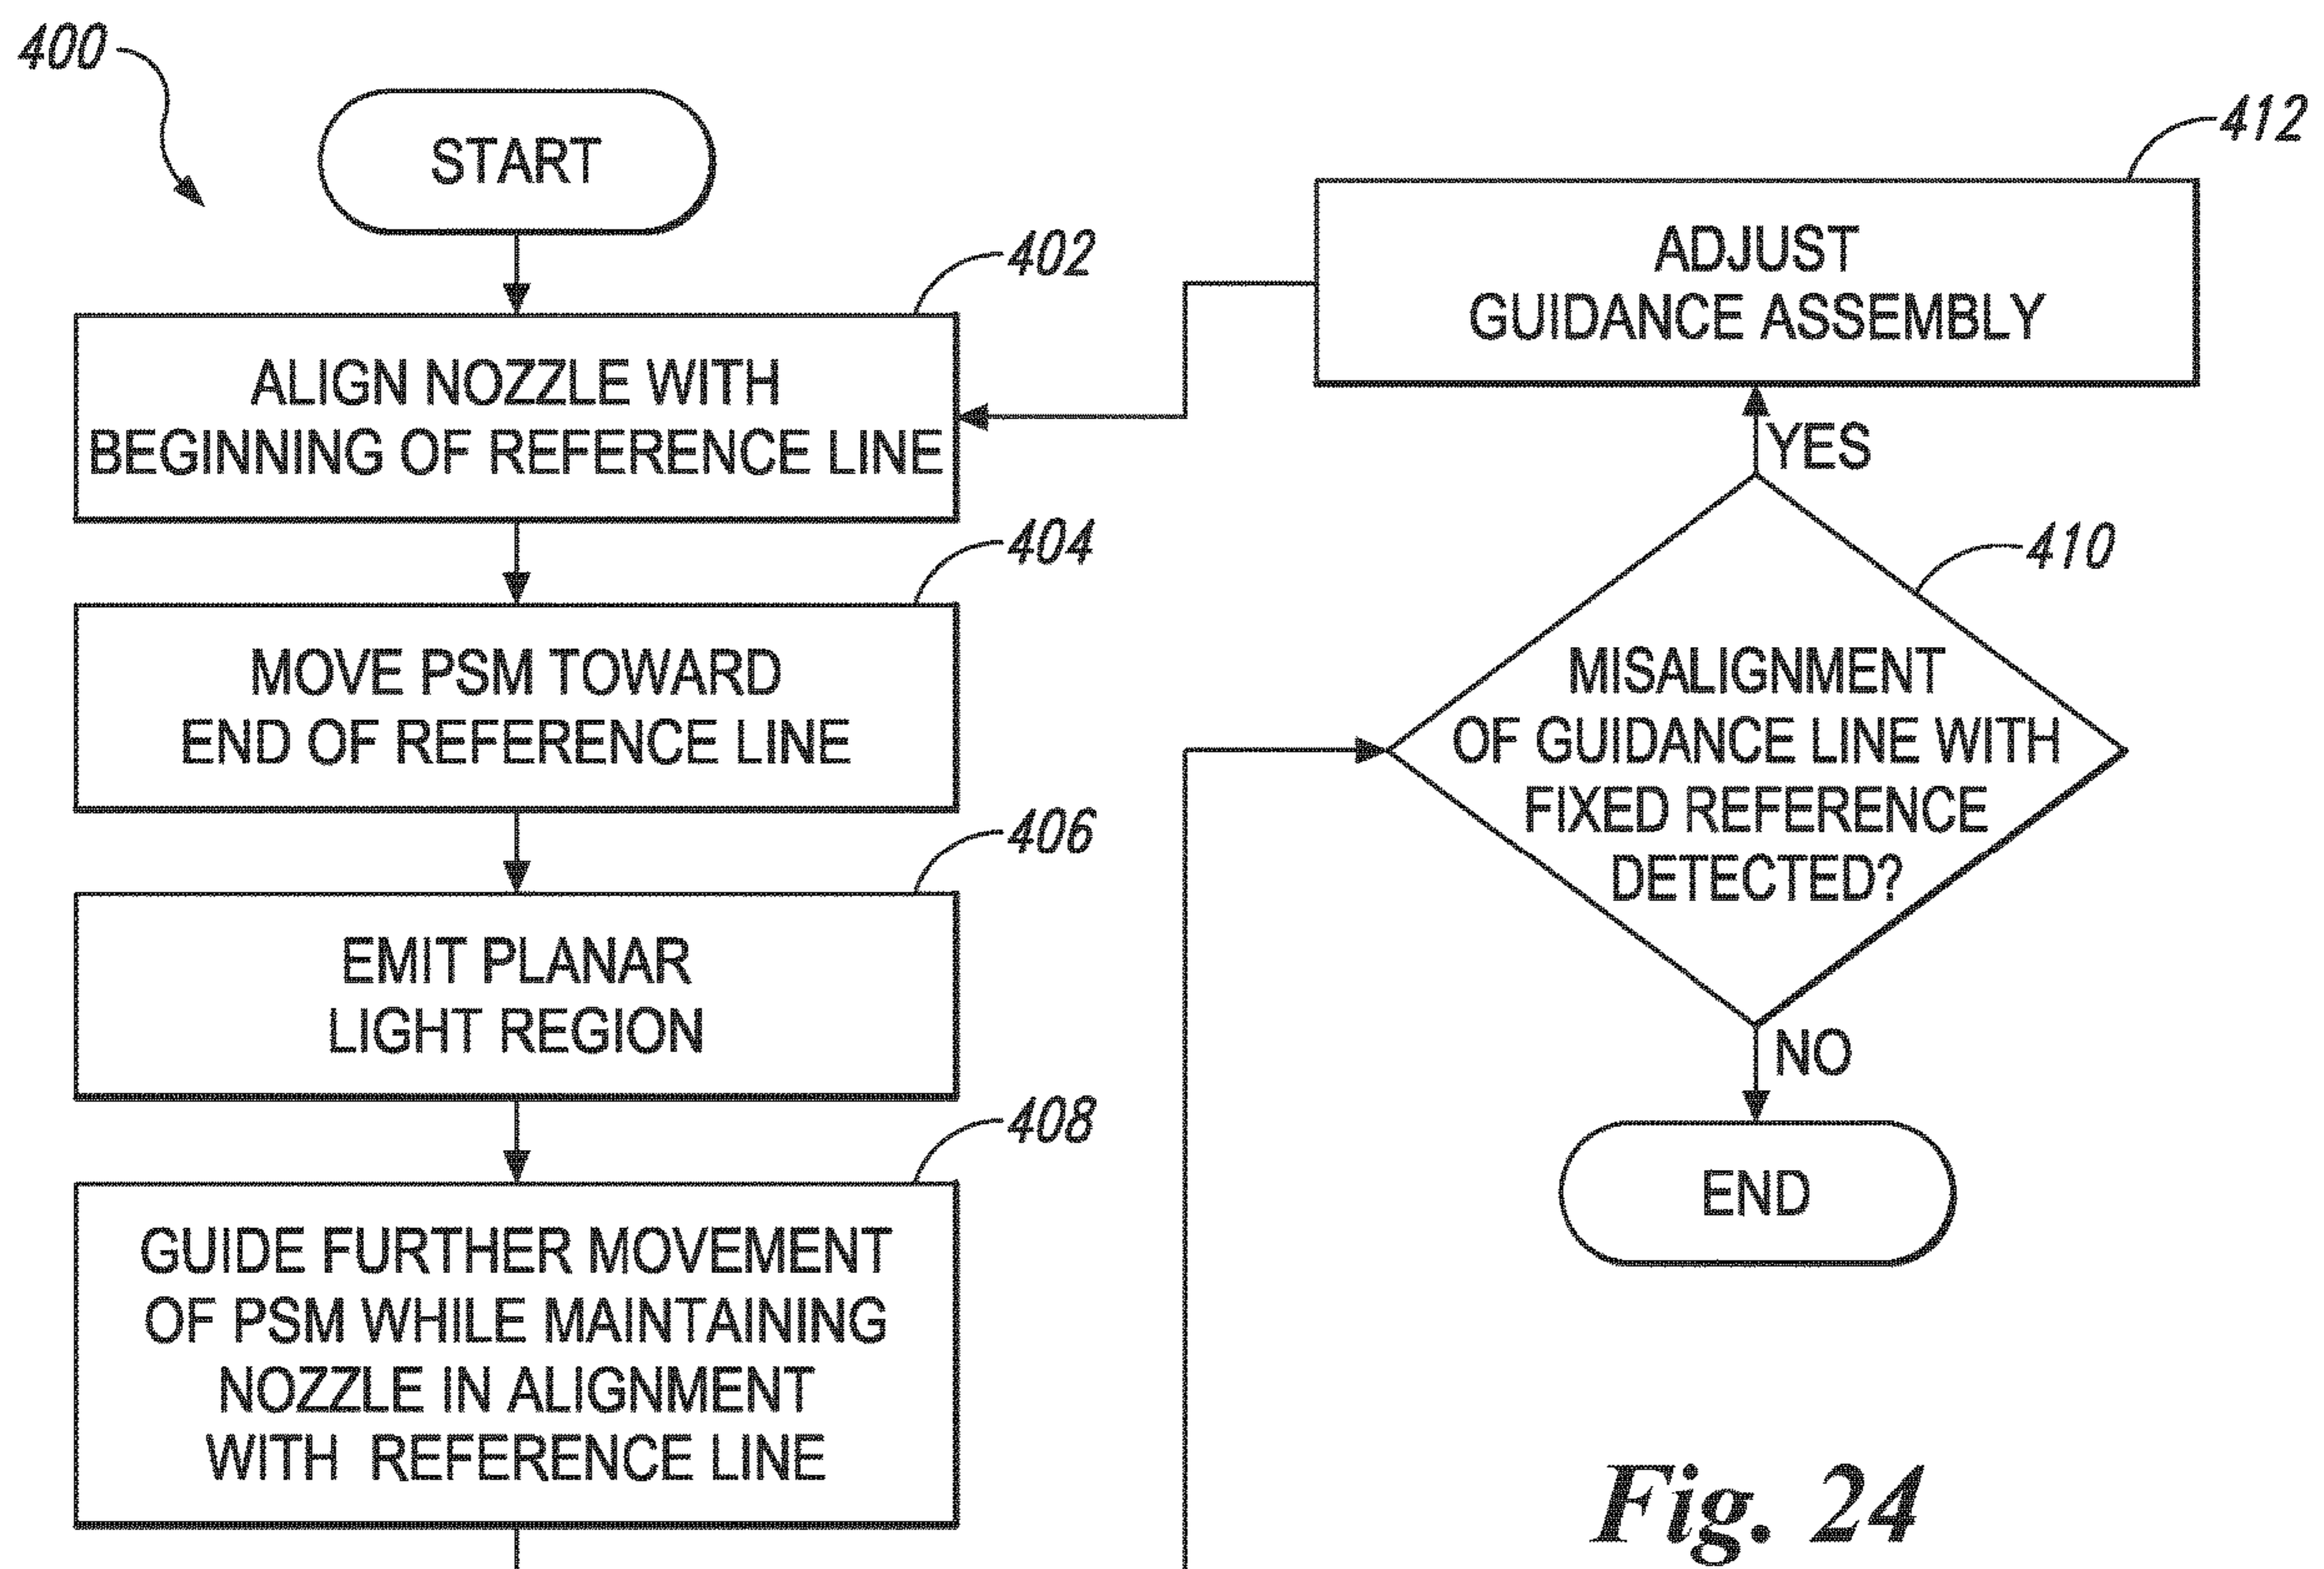 400
START
402
ALIGN NOZZLE WITH
BEGINNING OF REFERENCE LINE
404
MOVE PSM TOWARD
END OF REFERENCE LINE
406
EMIT PLANAR
LIGHT REGION
408
GUIDE FURTHER MOVEMENT
OF PSM WHILE MAINTAINING
NOZZLE IN ALIGNMENT
WITH REFERENCE LINE
412
ADJUST
GUIDANCE ASSEMBLY
YES
410
MISALIGNMENT
OF GUIDANCE LINE WITH
FIXED REFERENCE
DETECTED?
NO
END
Fig. 24